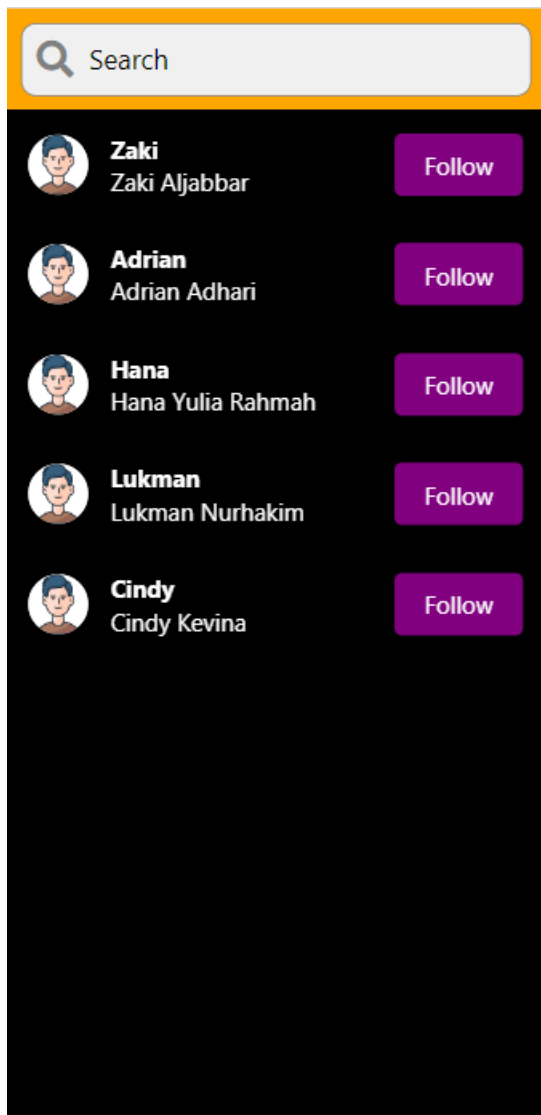 Search
Zaki
Zaki Aljabbar
Follow
Adrian
Adrian Adhari
Follow
Hana
Hana Yulia Rahmah
Follow
Lukman
Lukman Nurhakim
Follow
Cindy
Cindy Kevina
Follow